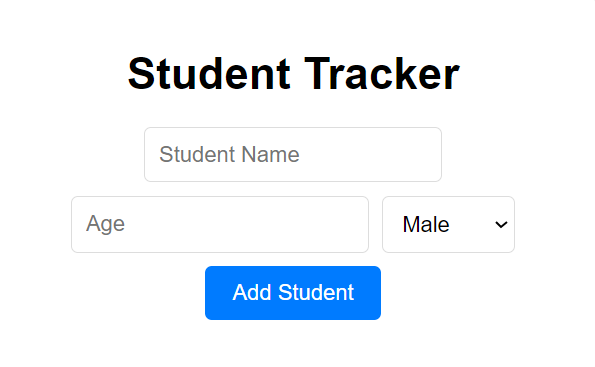 Student Tracker
Student Name
Age Male
Add Student